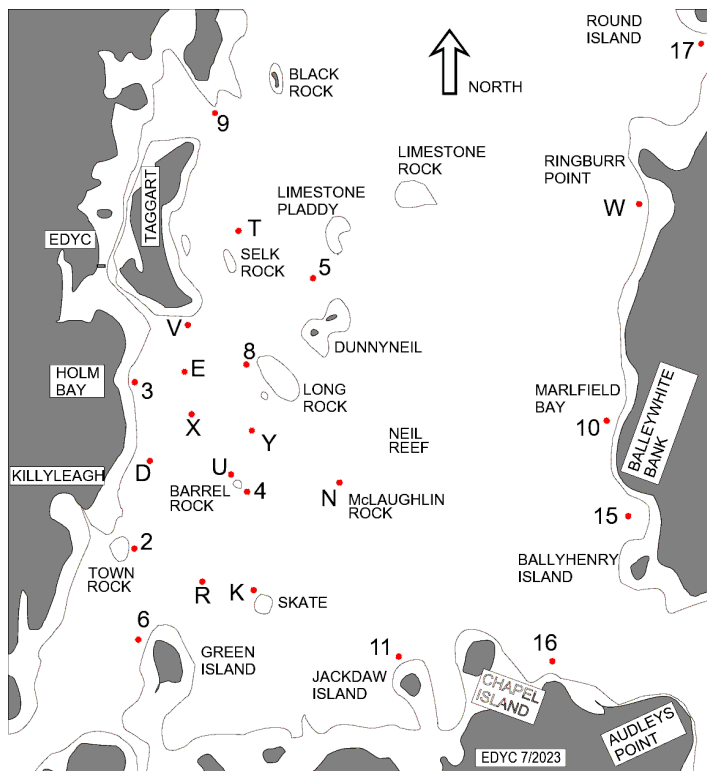 ROUND
ISLAND
17
BLACK
ROCK
NORTH
9
LIMESTONE
ROCK
RINGBURR
POINT
TAGGART
LIMESTONE
PLADDY
W
EDYC
T
SELK
ROCK
5
V
DUNNYNEIL
8
E
HOLM
BAY
3
LONG
ROCK
MARLFIELD
BAY
BALLEYWHITE
BANK
X
10
Y
NEIL
REEF
D
KILLYLEAGH
U
BARREL
ROCK
4
N
McLAUGHLIN
ROCK
15
2
TOWN
ROCK
BALLYHENRY
ISLAND
R
K
SKATE
6
GREEN
ISLAND
11
16
JACKDAW
ISLAND
CHAPEL
ISLAND
AUDLEYS
POINT
EDYC 7/2023